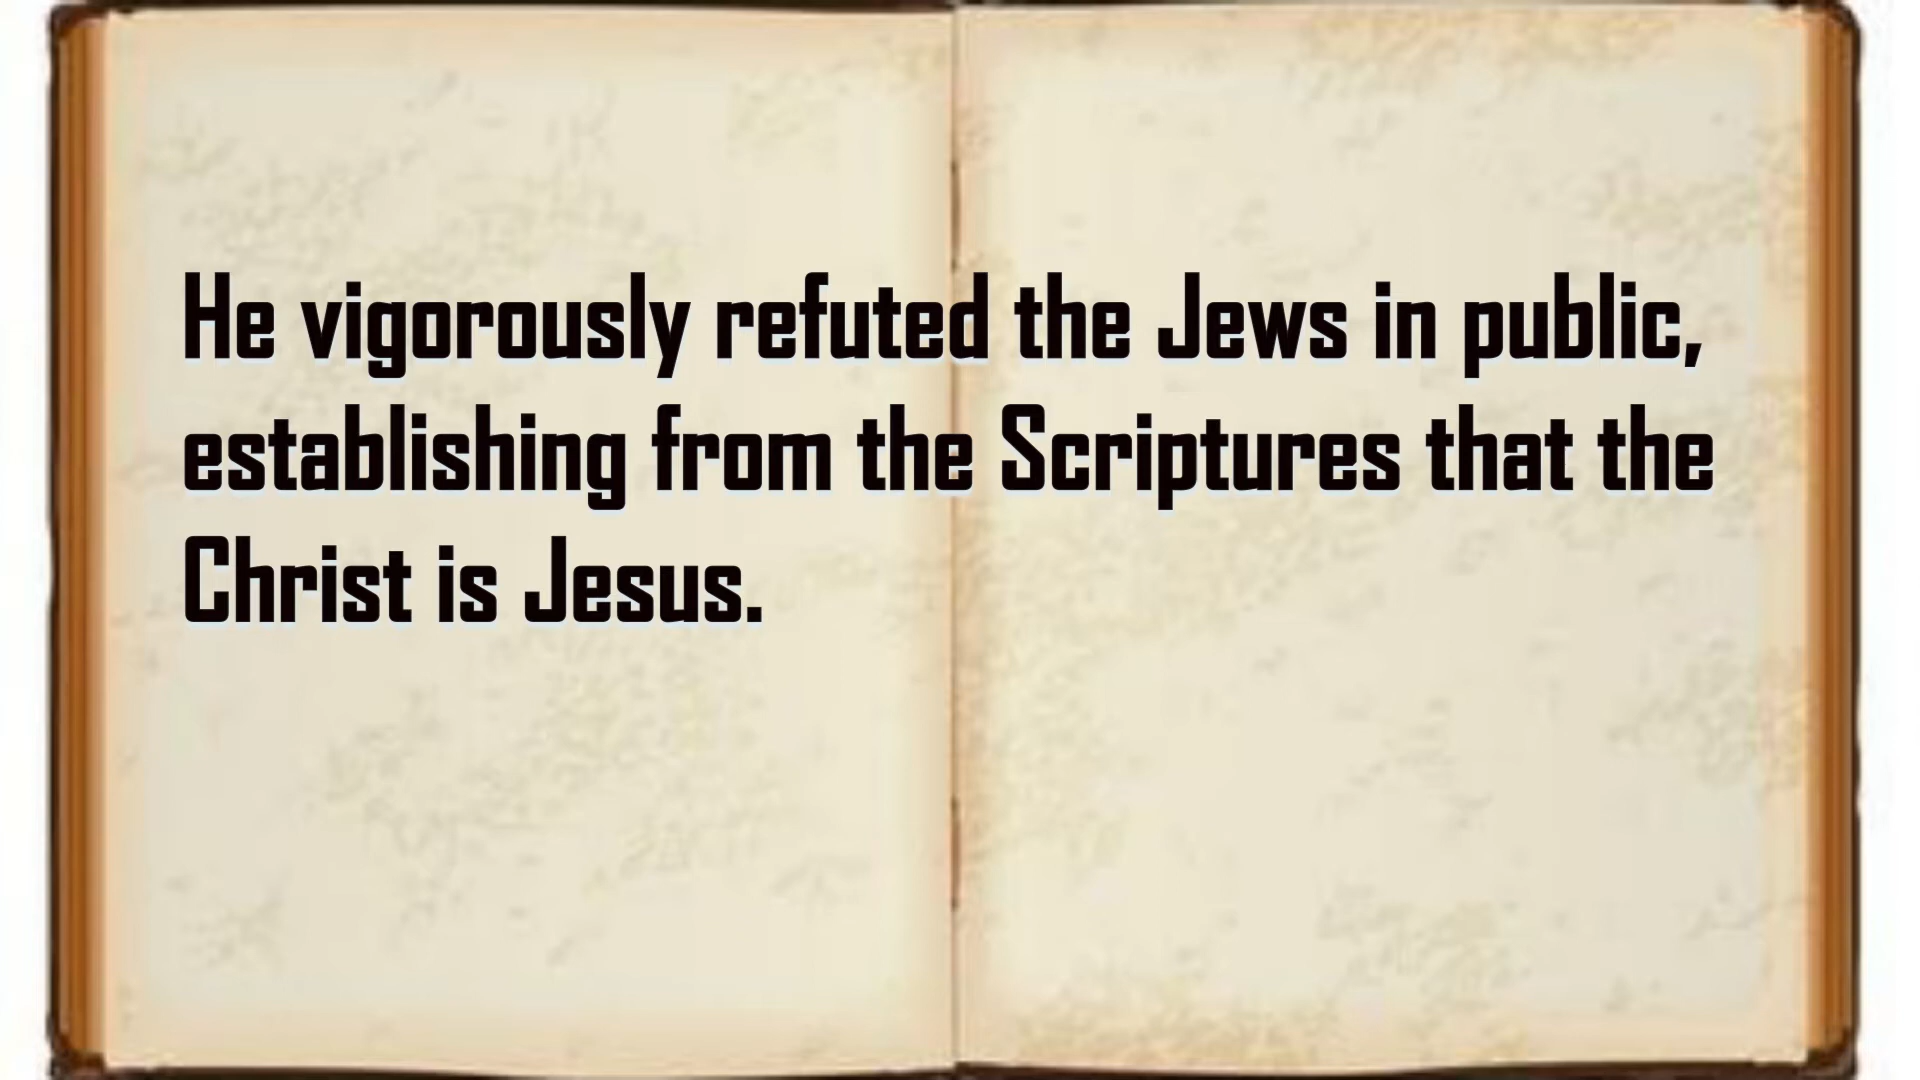 He vigorously refuted the Jews in public,
establishing from the Scriptures that the
Christ is Jesus.